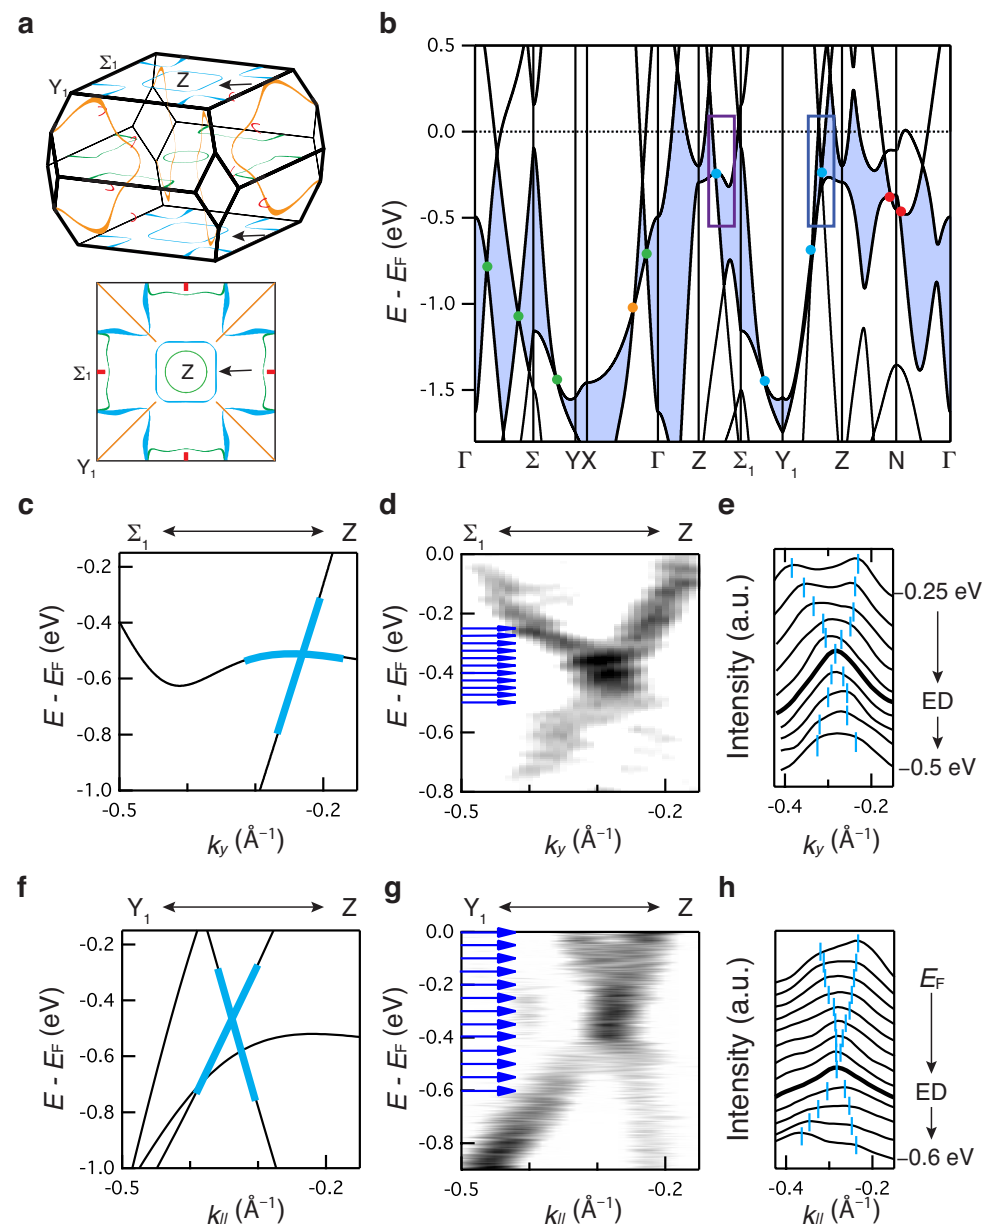 a
Σ1
Z
Y1
Σ1
Z
Y1
b
E - EF (eV)
0.5
0.0
-0.5
-1.0
-1.5
Γ Σ YX Γ Z Σ1 Y1 Z N Γ
c
Σ1 Z
E - EF (eV)
-0.2
-0.4
-0.6
-0.8
-1.0
-0.5 -0.2
ky (Å−1)
d
Σ1 Z
E - EF (eV)
0.0
-0.2
-0.4
-0.6
-0.8
-0.5 -0.2
ky (Å−1)
e
Intensity (a.u.)
−0.25 eV
ED
−0.5 eV
-0.4 -0.2
ky (Å−1)
f
Y1 Z
E - EF (eV)
-0.2
-0.4
-0.6
-0.8
-1.0
-0.5 -0.2
k// (Å−1)
g
Y1 Z
E - EF (eV)
0.0
-0.2
-0.4
-0.6
-0.8
-0.5 -0.2
k// (Å−1)
h
Intensity (a.u.)
EF
ED
−0.6 eV
-0.4 -0.2
k// (Å−1)